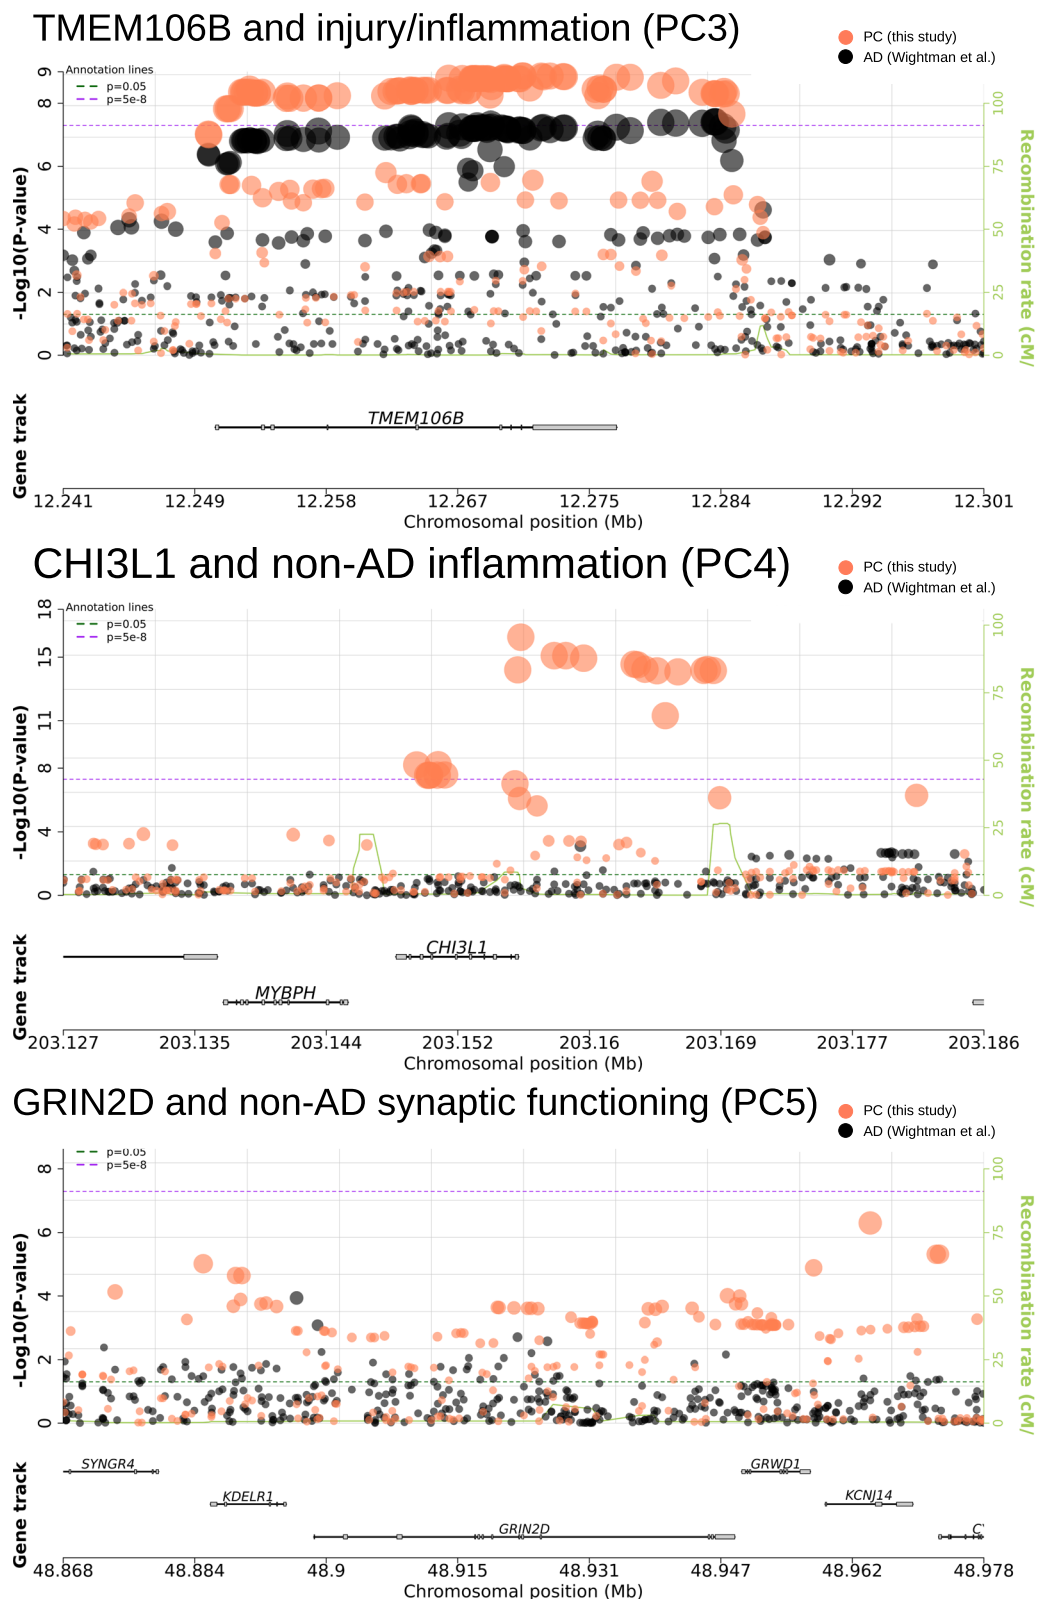 TMEM106B and injury/inflammation (PC3)
PC (this study)
AD (Wightman et al.)
Annotation lines
p=0.05
p=5e-8
-Log10(P-value)
0 2 4 6 8 9
Recombination rate (cM/
0 25 50 75 100
Gene track
TMEM106B
12.241 12.249 12.258 12.267 12.275 12.284 12.292 12.301
Chromosomal position (Mb)
CHI3L1 and non-AD inflammation (PC4)
PC (this study)
AD (Wightman et al.)
Annotation lines
p=0.05
p=5e-8
-Log10(P-value)
0 4 8 11 15 18
Recombination rate (cM/
0 25 50 75 100
Gene track
CHI3L1
MYBPH
203.127 203.135 203.144 203.152 203.16 203.169 203.177 203.186
Chromosomal position (Mb)
GRIN2D and non-AD synaptic functioning (PC5)
PC (this study)
AD (Wightman et al.)
p=0.05
p=5e-8
-Log10(P-value)
0 2 4 6 8
Recombination rate (cM/
0 25 50 75 100
Gene track
SYNGR4
GRWD1
KDELR1
KCNJ14
GRIN2D
48.868 48.884 48.9 48.915 48.931 48.947 48.962 48.978
Chromosomal position (Mb)